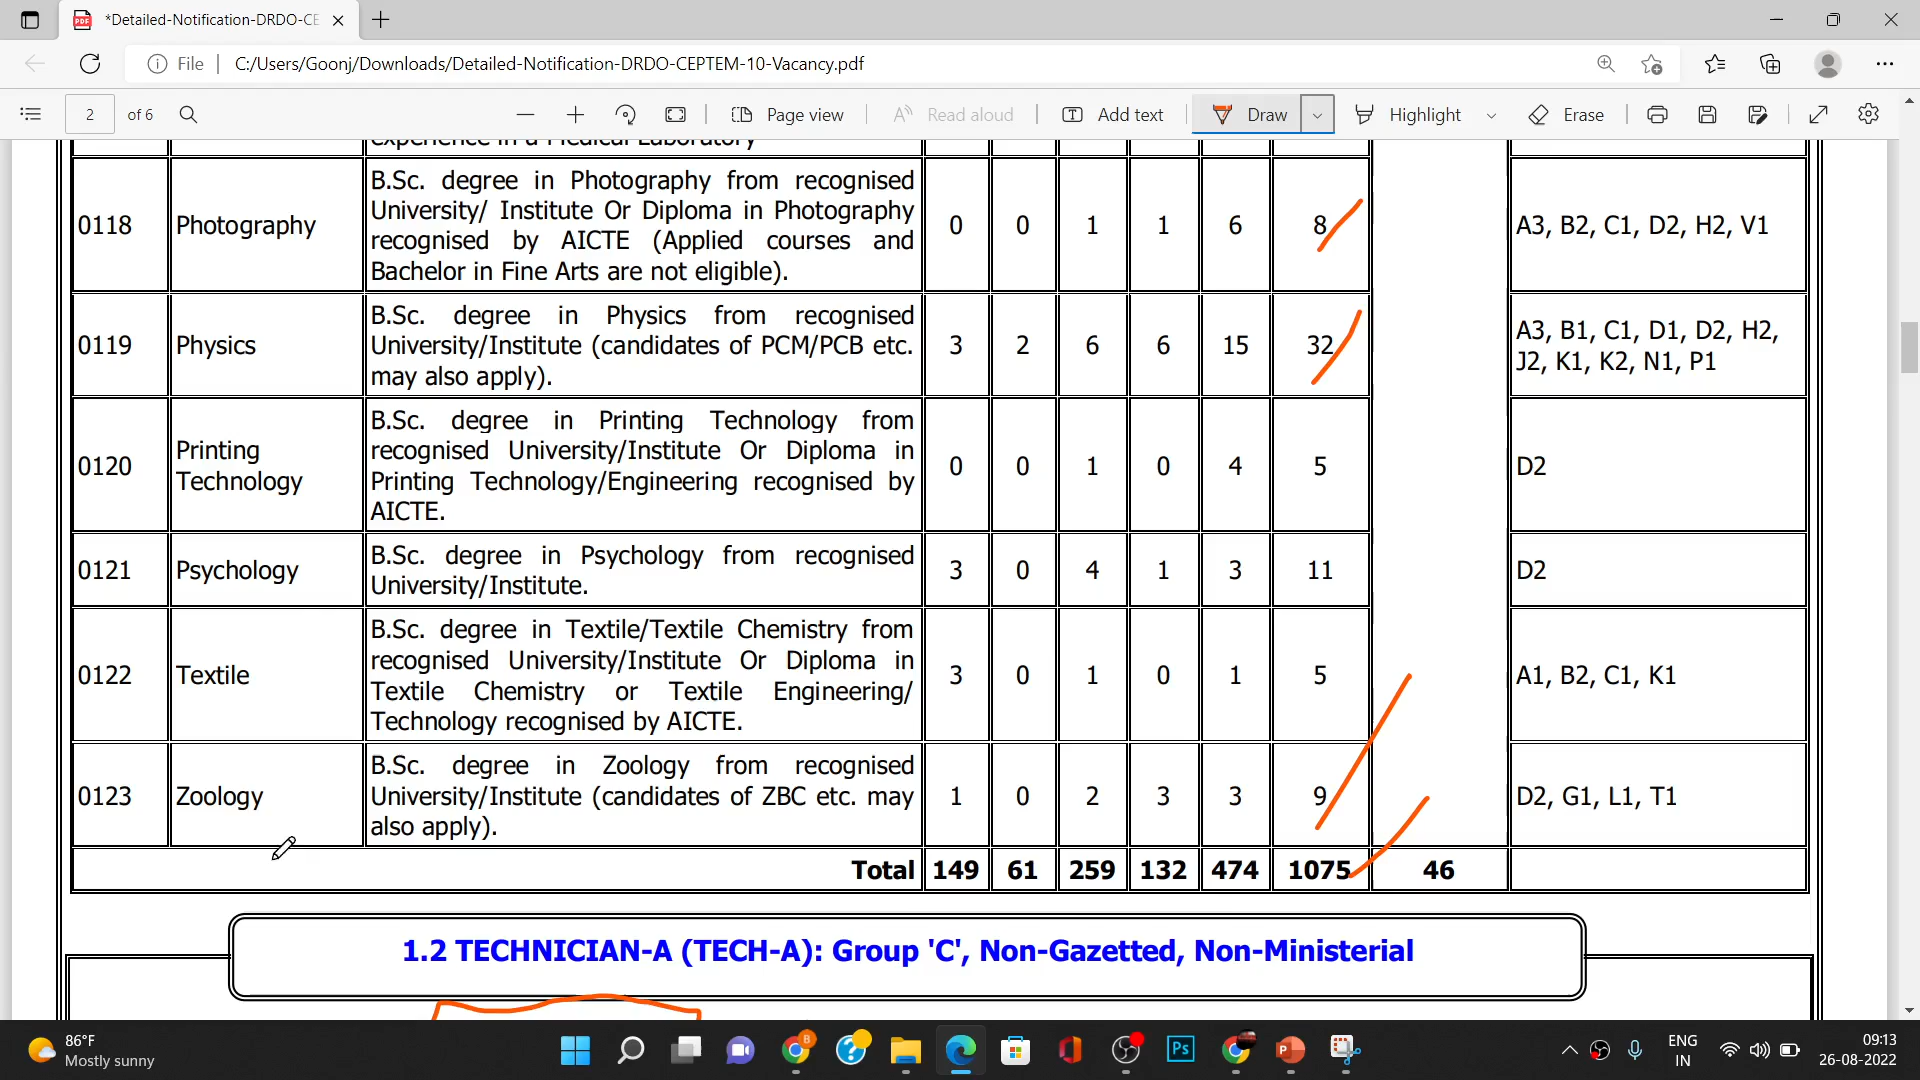 *Detailed-Notification-DRDO-CE
File
C:/Users/Goonj/Downloads/Detailed-Notification-DRDO-CEPTEM-10-Vacancy.pdf
2 of 6
Page view
Read aloud
Add text
Draw
Highlight
Erase
experience in a Medical Laboratory
0118
Photography
B.Sc. degree in Photography from recognised
University/ Institute Or Diploma in Photography
recognised by AICTE (Applied courses and
Bachelor in Fine Arts are not eligible).
0 0 1 1 6 8
A3, B2, C1, D2, H2, V1
0119
Physics
B.Sc. degree in Physics from recognised
University/Institute (candidates of PCM/PCB etc.
may also apply).
3 2 6 6 15 32
A3, B1, C1, D1, D2, H2,
J2, K1, K2, N1, P1
0120
Printing
Technology
B.Sc. degree in Printing Technology from
recognised University/Institute Or Diploma in
Printing Technology/Engineering recognised by
AICTE.
0 0 1 0 4 5
D2
0121
Psychology
B.Sc. degree in Psychology from recognised
University/Institute.
3 0 4 1 3 11
D2
0122
Textile
B.Sc. degree in Textile/Textile Chemistry from
recognised University/Institute Or Diploma in
Textile Chemistry or Textile Engineering/
Technology recognised by AICTE.
3 0 1 0 1 5
A1, B2, C1, K1
0123
Zoology
B.Sc. degree in Zoology from recognised
University/Institute (candidates of ZBC etc. may
also apply).
1 0 2 3 3 9
D2, G1, L1, T1
Total 149 61 259 132 474 1075 46
1.2 TECHNICIAN-A (TECH-A): Group 'C', Non-Gazetted, Non-Ministerial
86°F
Mostly sunny
B
Ps
ENG
IN
09:13
26-08-2022